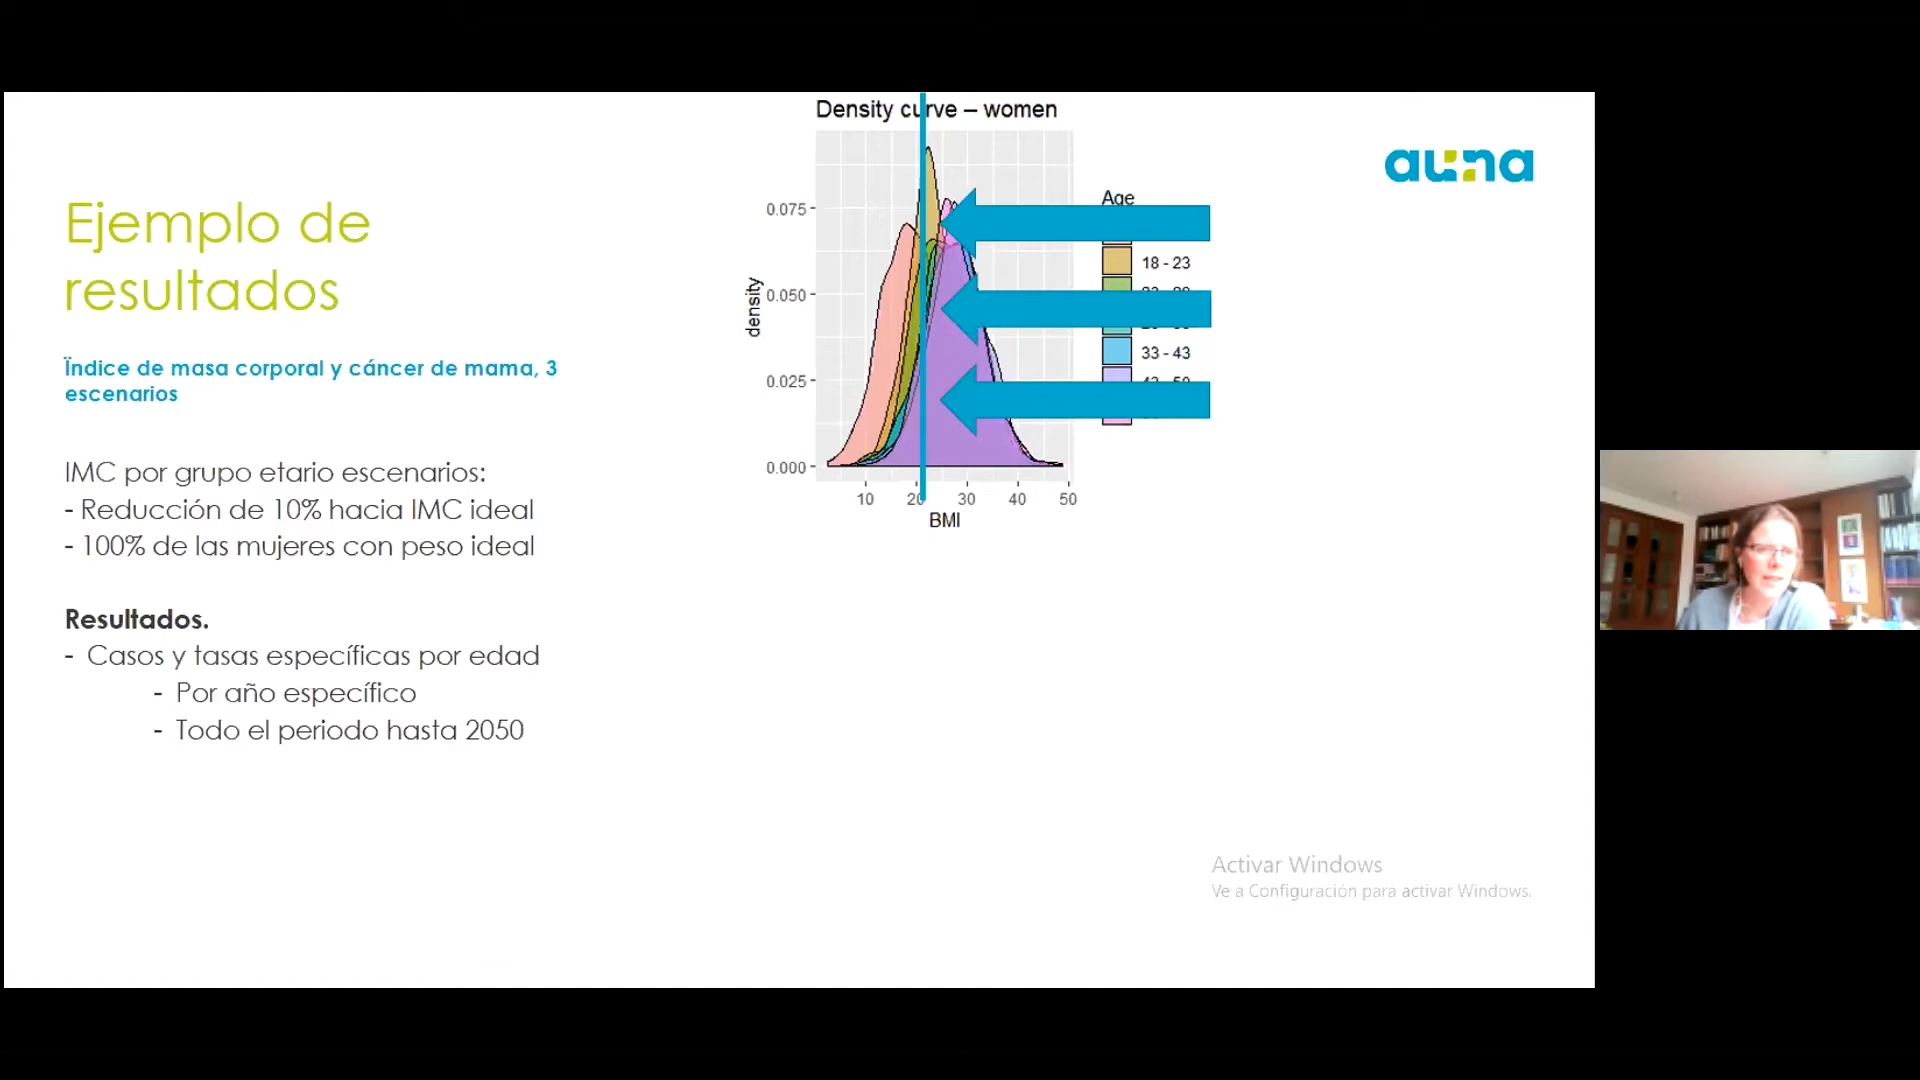 Density curve – women
auna
Ejemplo de
resultados
Ïndice de masa corporal y cáncer de mama, 3
escenarios
IMC por grupo etario escenarios:
- Reducción de 10% hacia IMC ideal
- 100% de las mujeres con peso ideal
Resultados.
- Casos y tasas específicas por edad
- Por año específico
- Todo el periodo hasta 2050
density
0.075
0.050
0.025
0.000
10 20 30 40 50
BMI
Age
18 - 23
33 - 43
Activar Windows
Ve a Configuración para activar Windows.